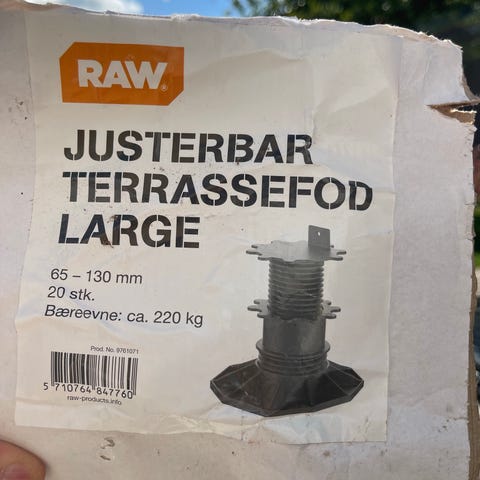 RAW®
JUSTERBAR
TERRASSEFOD
LARGE
65 – 130 mm
20 stk.
Bæreevne: ca. 220 kg
Prod. No. 9761071
5 710764 847760
raw-products.info